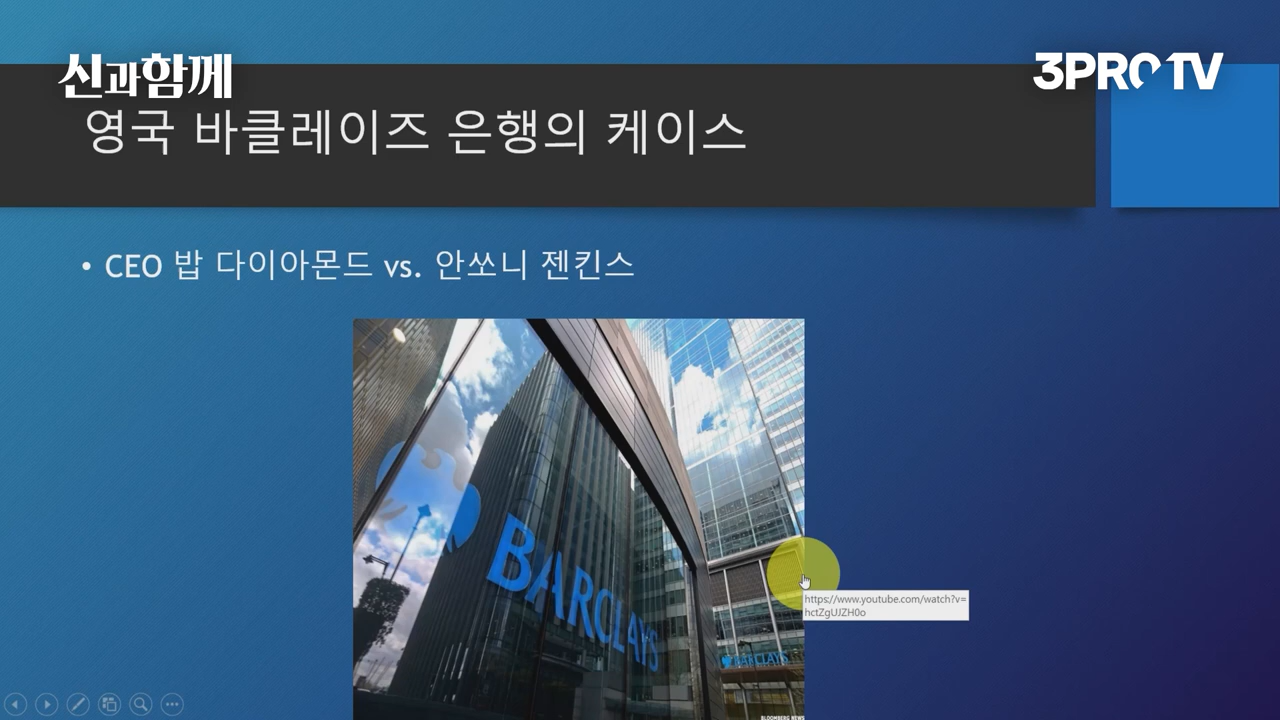 신과함께
3PROTV
영국 바클레이즈 은행의 케이스
• CEO 밥 다이아몬드 vs. 안쏘니 젠킨스
BARCLAYS
https://www.youtube.com/watch?v=
hctZgUJZH0o
BARCLAYS
BLOOMBERG NEWS